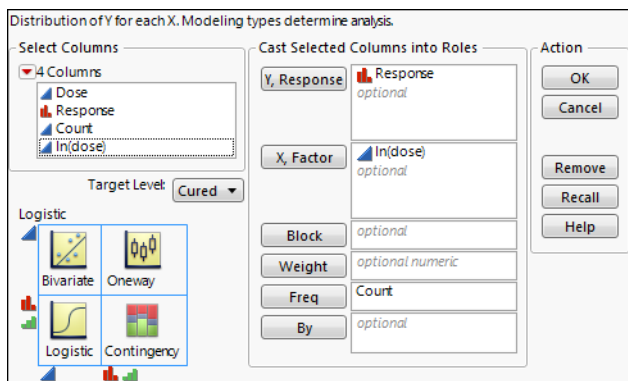 Distribution of Y for each X. Modeling types determine analysis.
Select Columns
4 Columns
Dose
Response
Count
ln(dose)
Target Level:
Cured
Logistic
Bivariate
Oneway
Logistic
Contingency
Cast Selected Columns into Roles
Y, Response
Response
optional
X, Factor
ln(dose)
optional
Block
optional
Weight
optional numeric
Freq
Count
By
optional
Action
OK
Cancel
Remove
Recall
Help